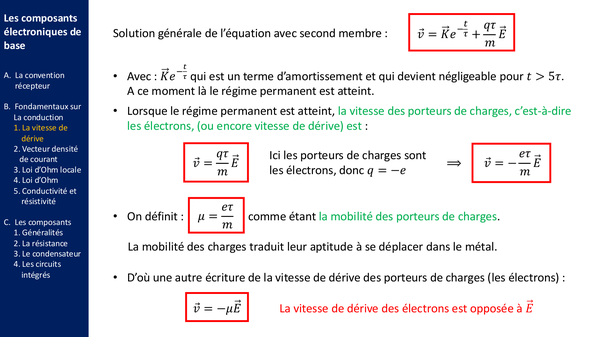 Les composants
électroniques de
base
A. La convention
récepteur
B. Fondamentaux sur
La conduction
1. La vitesse de
dérive
2. Vecteur densité
de courant
3. Loi d'Ohm locale
4. Loi d'Ohm
5. Conductivité et
résistivité
C. Les composants
1. Généralités
2. La résistance
3. Le condensateur
4. Les circuits
intégrés
Solution générale de l'équation avec second membre : $\vec{v} = \vec{K}e^{-\frac{t}{\tau}} + \frac{q\tau}{m}\vec{E}$
• Avec : $\vec{K}e^{-\frac{t}{\tau}}$ qui est un terme d'amortissement et qui devient négligeable pour $t > 5\tau$.
A ce moment là le régime permanent est atteint.
• Lorsque le régime permanent est atteint, la vitesse des porteurs de charges, c'est-à-dire
les électrons, (ou encore vitesse de dérive) est :
$\vec{v} = \frac{q\tau}{m}\vec{E}$ Ici les porteurs de charges sont
les électrons, donc $q = -e$ ⟹ $\vec{v} = -\frac{e\tau}{m}\vec{E}$
• On définit : $\mu = \frac{e\tau}{m}$ comme étant la mobilité des porteurs de charges.
La mobilité des charges traduit leur aptitude à se déplacer dans le métal.
• D'où une autre écriture de la vitesse de dérive des porteurs de charges (les électrons) :
$\vec{v} = -\mu\vec{E}$ La vitesse de dérive des électrons est opposée à $\vec{E}$